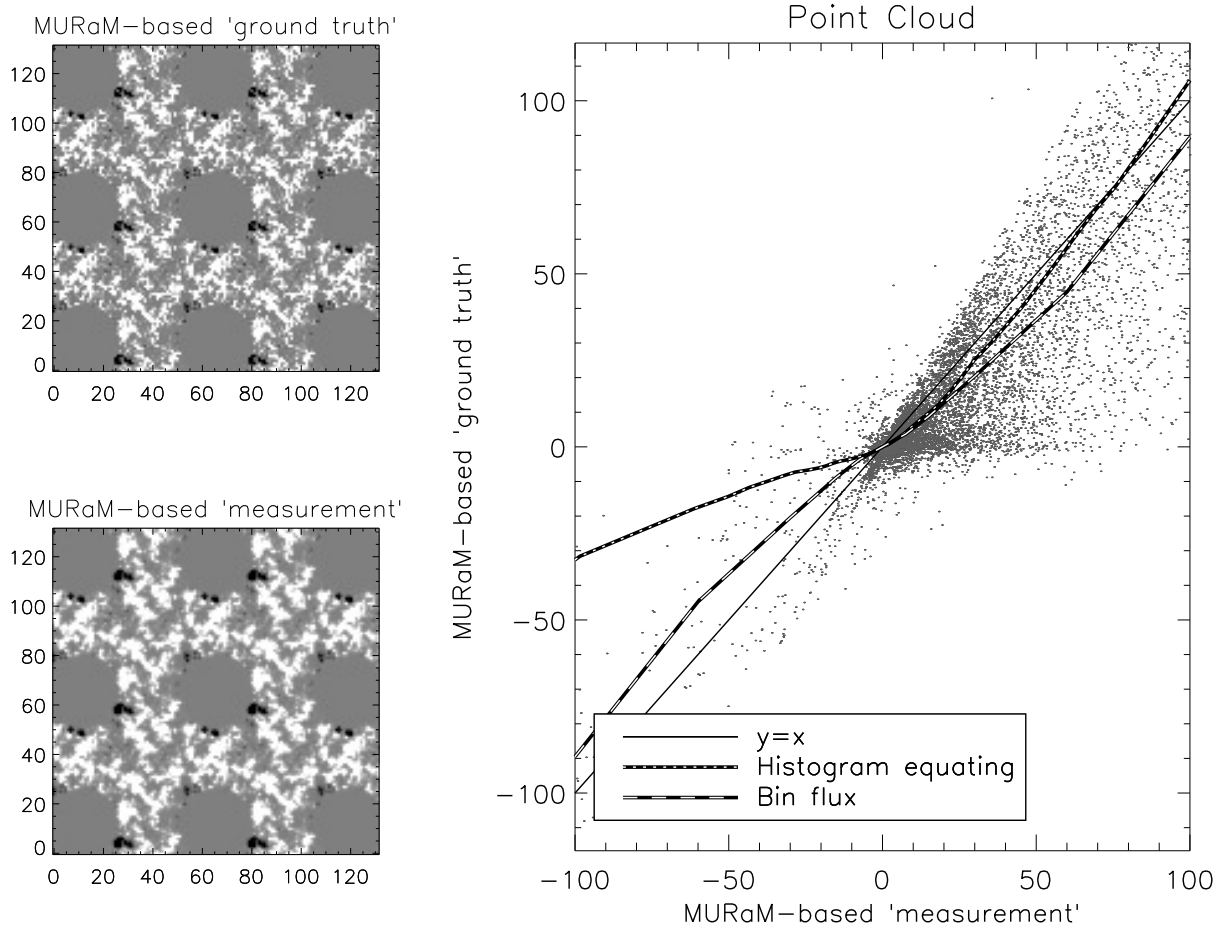 MURaM-based 'ground truth'
120
100
80
60
40
20
0
0 20 40 60 80 100 120
MURaM-based 'measurement'
120
100
80
60
40
20
0
0 20 40 60 80 100 120
Point Cloud
MURaM-based 'ground truth'
100
50
0
-50
-100
y=x
Histogram equating
Bin flux
-100 -50 0 50 100
MURaM-based 'measurement'